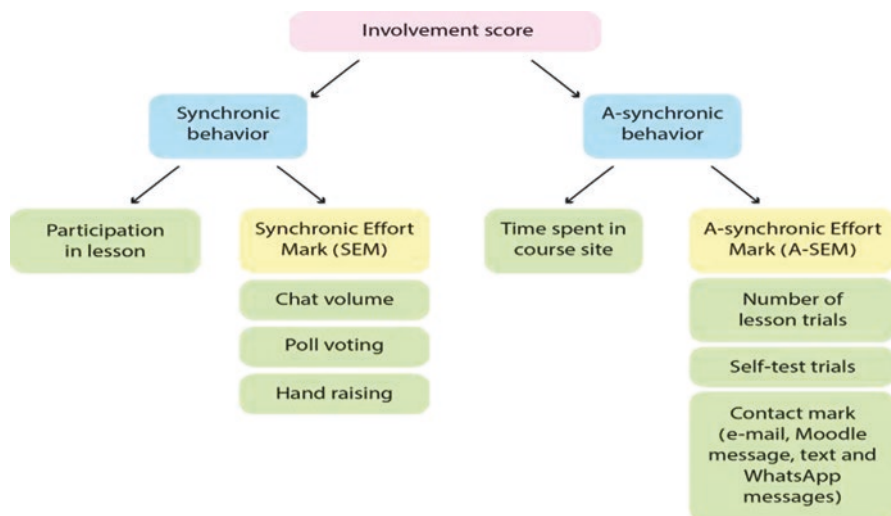 Involvement score
Synchronic
behavior
A-synchronic
behavior
Participation
in lesson
Synchronic Effort
Mark (SEM)
Chat volume
Poll voting
Hand raising
Time spent in
course site
A-synchronic Effort
Mark (A-SEM)
Number of
lesson trials
Self-test trials
Contact mark
(e-mail, Moodle
message, text and
WhatsApp
messages)